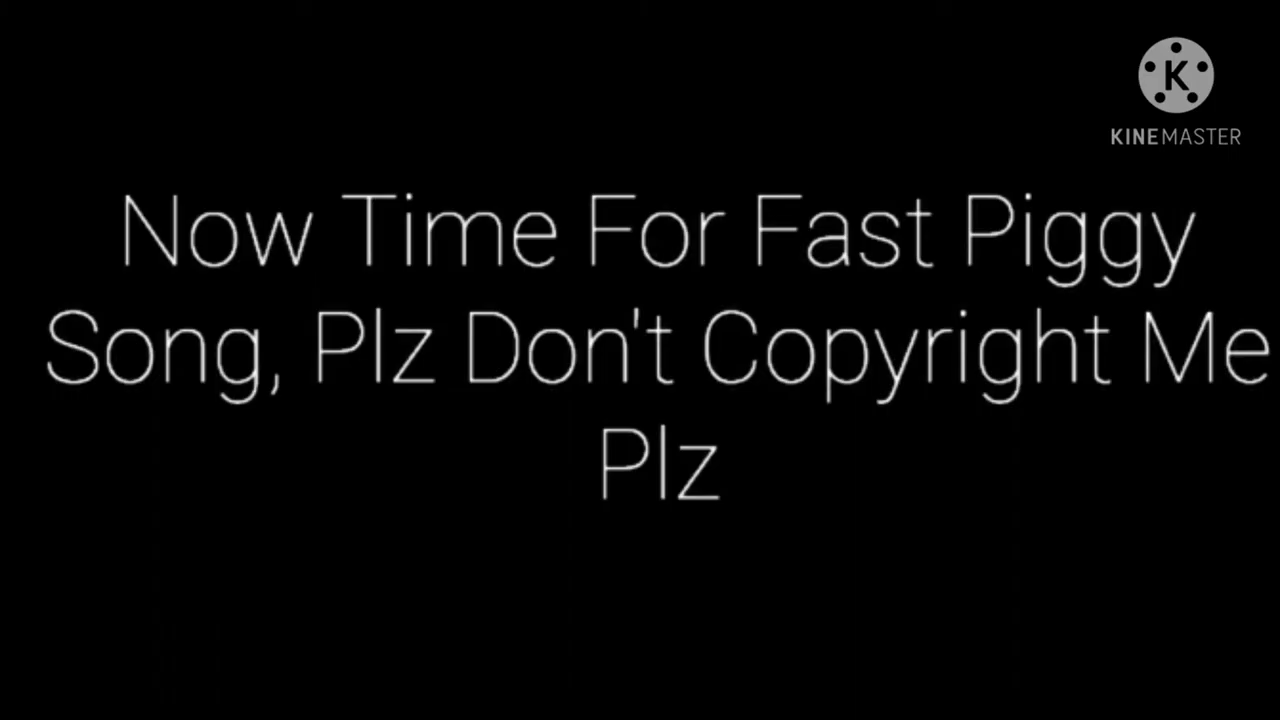 K
KINEMASTER
Now Time For Fast Piggy
Song, Plz Don't Copyright Me
Plz